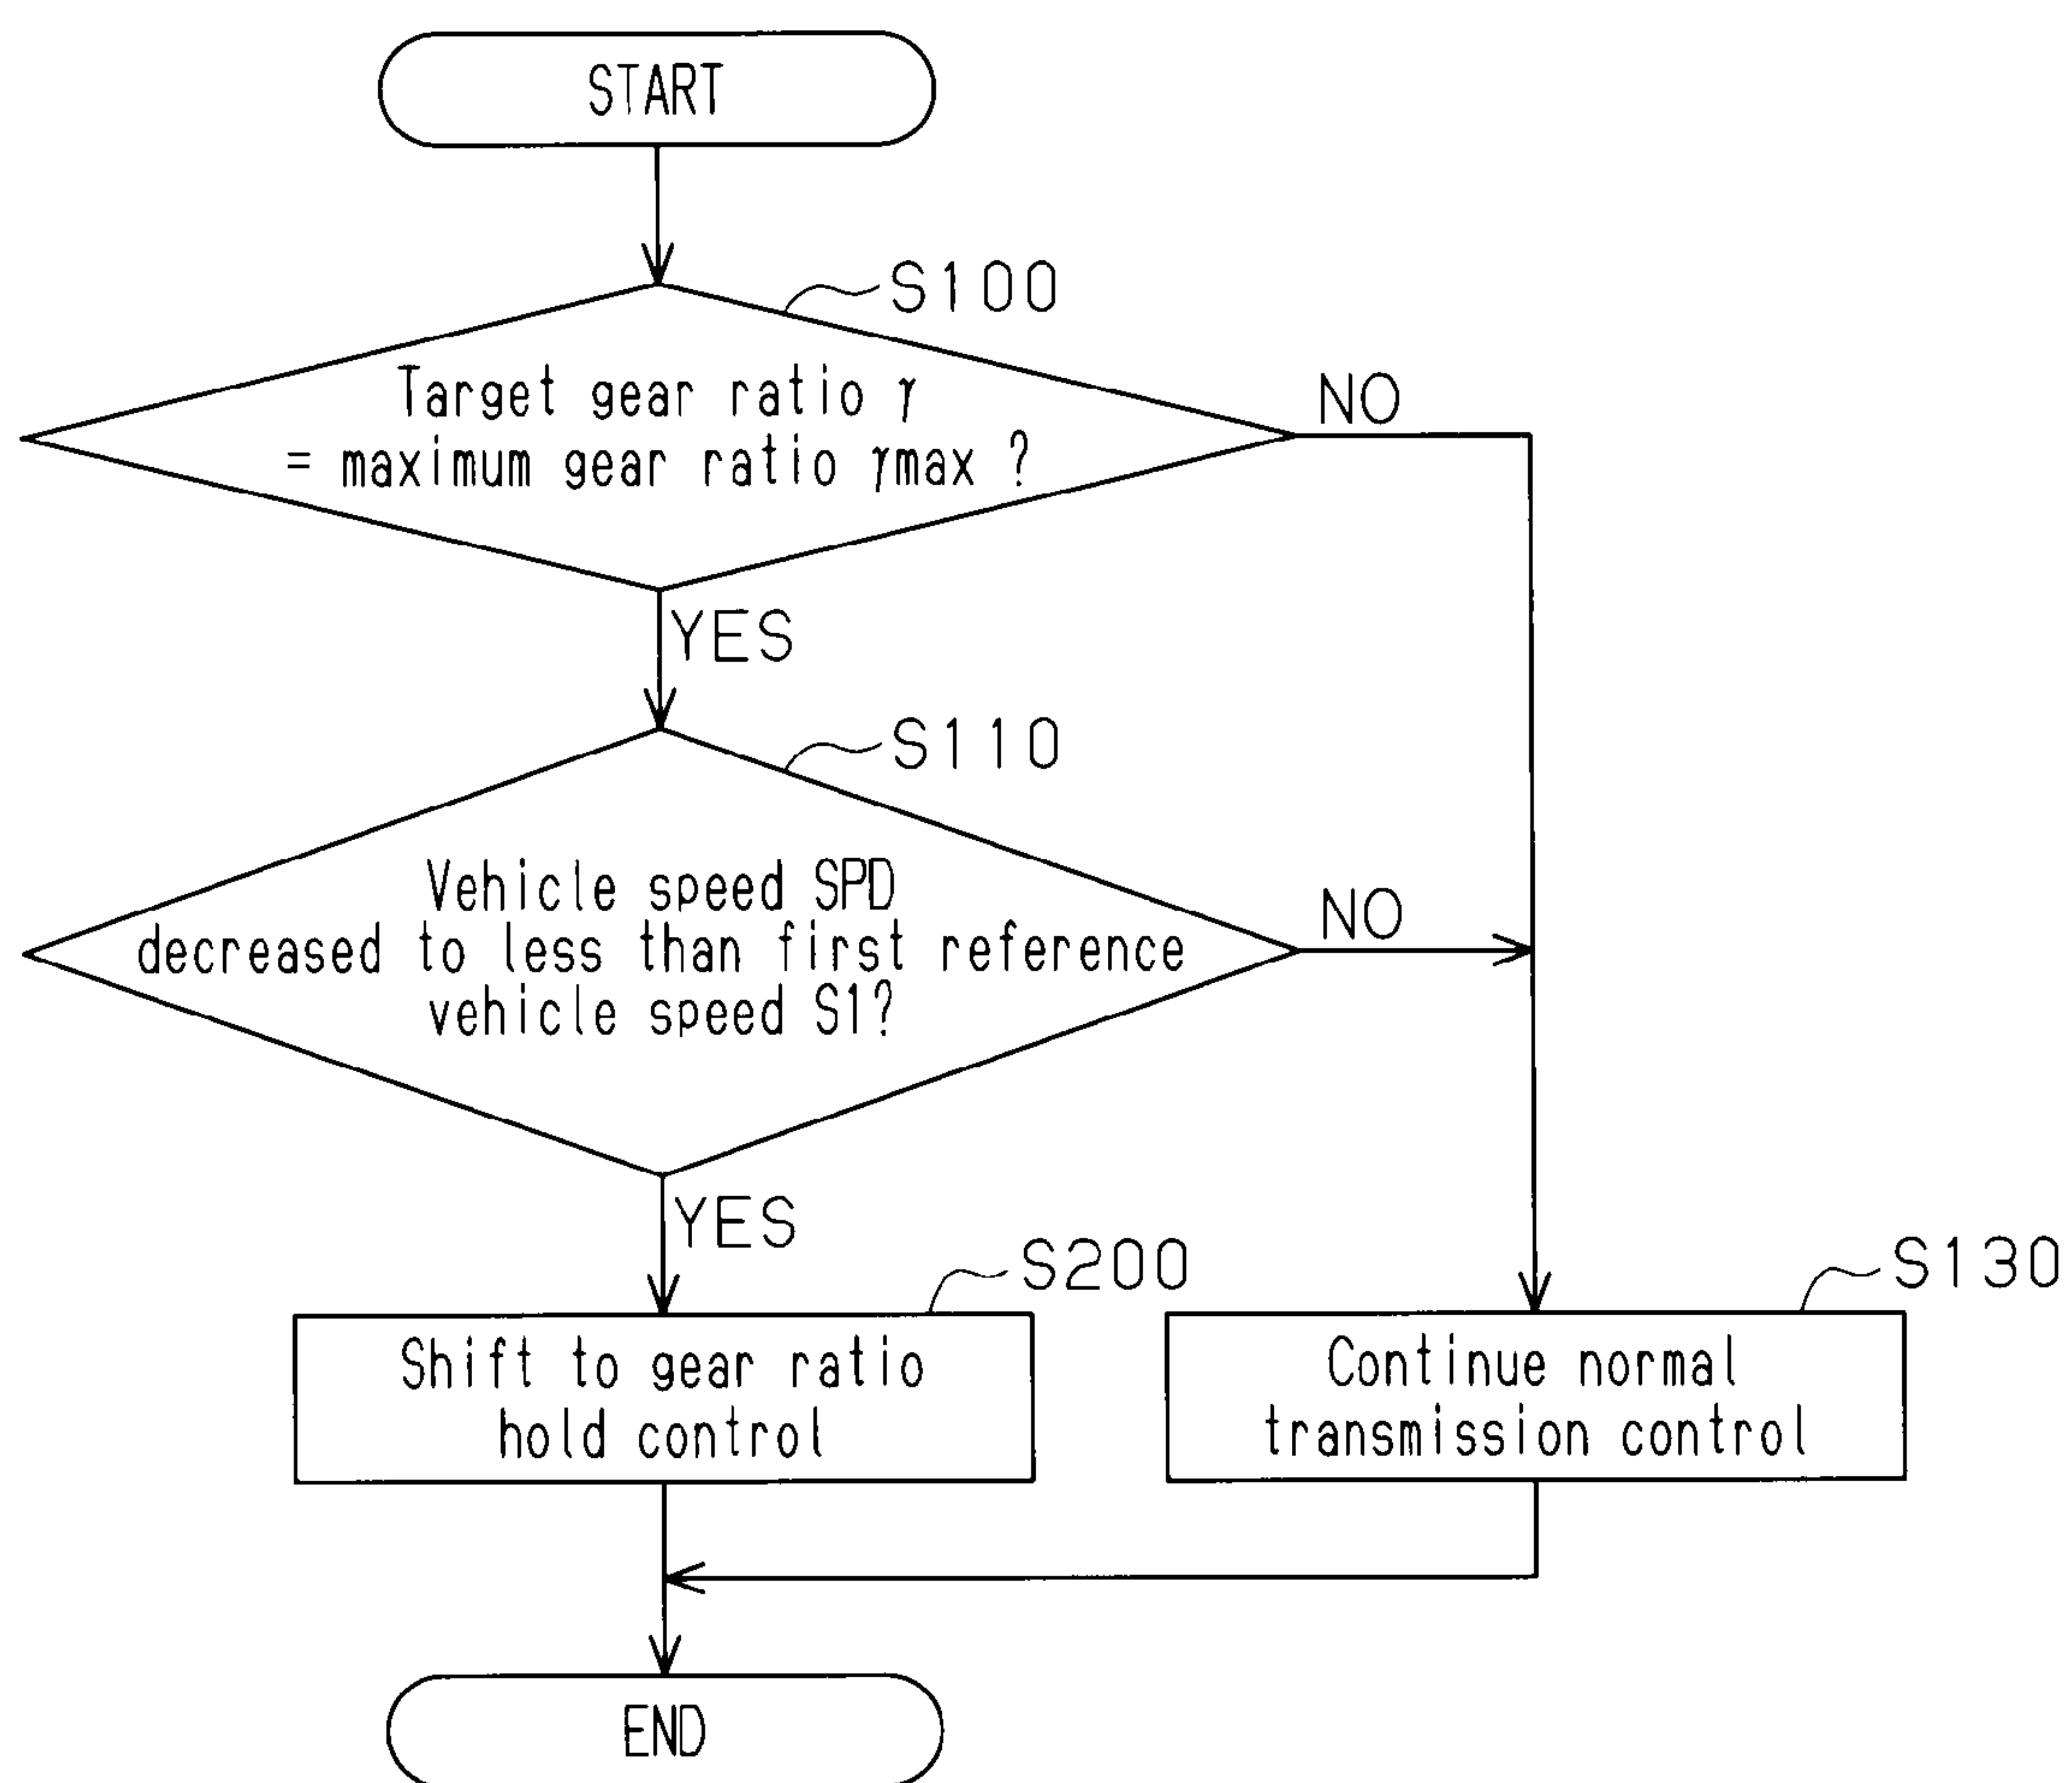 START
S100
Target gear ratio γ
= maximum gear ratio γmax ?
NO
YES
S110
Vehicle speed SPD
decreased to less than first reference
vehicle speed S1?
NO
YES
S200
Shift to gear ratio
hold control
S130
Continue normal
transmission control
END